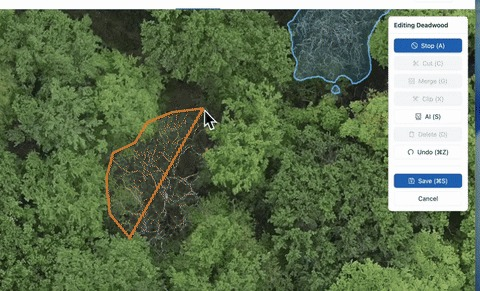 Editing Deadwood
Stop (A)
Cut (C)
Merge (G)
Clip (X)
AI (S)
Delete (D)
Undo (⌘Z)
Save (⌘S)
Cancel